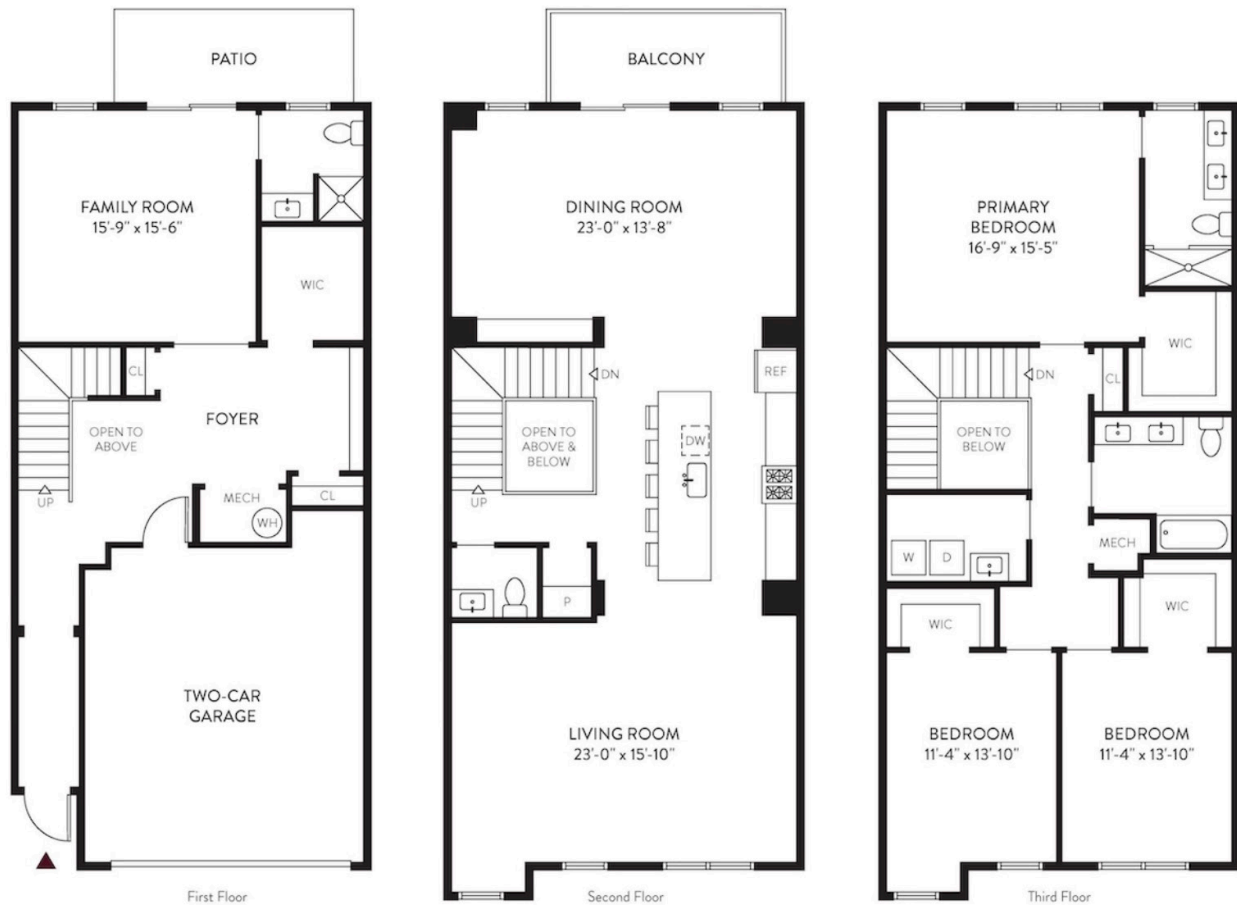 PATIO
FAMILY ROOM
15'-9" x 15'-6"
WIC
CL
FOYER
OPEN TO
ABOVE
UP
MECH
WH
CL
TWO-CAR
GARAGE
First Floor
BALCONY
DINING ROOM
23'-0" x 13'-8"
DN
REF
OPEN TO
ABOVE &
BELOW
DW
UP
P
LIVING ROOM
23'-0" x 15'-10"
Second Floor
PRIMARY
BEDROOM
16'-9" x 15'-5"
WIC
DN
CL
OPEN TO
BELOW
MECH
W
D
WIC
WIC
BEDROOM
11'-4" x 13'-10"
BEDROOM
11'-4" x 13'-10"
Third Floor